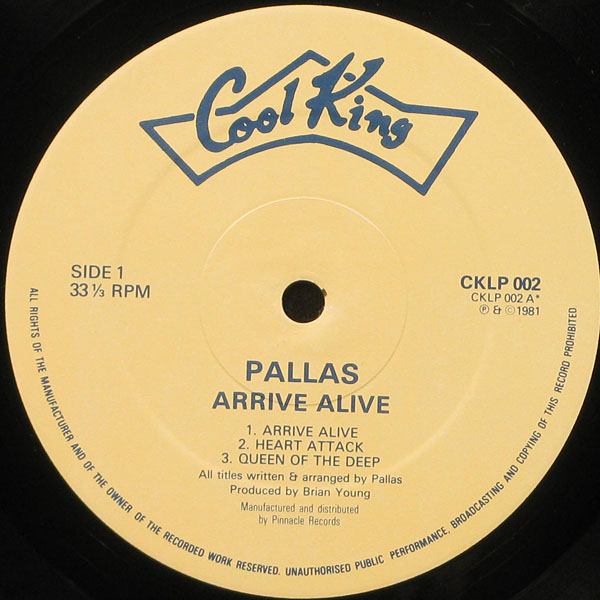 Cool King
SIDE 1
33 ⅓ RPM
CKLP 002
CKLP 002 A*
℗ & © 1981
PALLAS
ARRIVE ALIVE
1. ARRIVE ALIVE
2. HEART ATTACK
3. QUEEN OF THE DEEP
All titles written & arranged by Pallas
Produced by Brian Young
Manufactured and distributed
by Pinnacle Records
ALL RIGHTS OF THE MANUFACTURER AND OF THE OWNER OF THE RECORDED WORK RESERVED. UNAUTHORISED PUBLIC PERFORMANCE, BROADCASTING AND COPYING OF THIS RECORD PROHIBITED